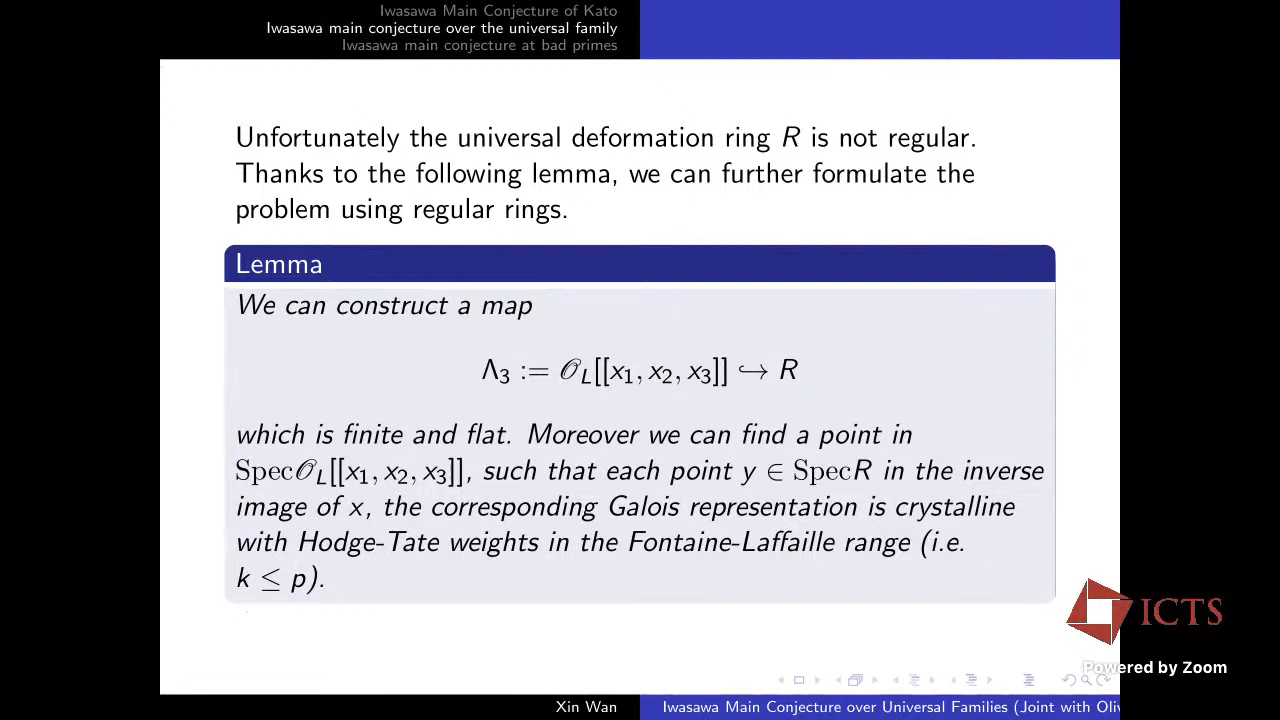 Iwasawa Main Conjecture of Kato
Iwasawa main conjecture over the universal family
Iwasawa main conjecture at bad primes
Unfortunately the universal deformation ring R is not regular.
Thanks to the following lemma, we can further formulate the
problem using regular rings.
Lemma
We can construct a map
Λ₃ := 𝒪_L[[x₁, x₂, x₃]] ↪ R
which is finite and flat. Moreover we can find a point in
Spec𝒪_L[[x₁, x₂, x₃]], such that each point y ∈ SpecR in the inverse
image of x, the corresponding Galois representation is crystalline
with Hodge-Tate weights in the Fontaine-Laffaille range (i.e.
k ≤ p).
ICTS
Powered by Zoom
Xin Wan
Iwasawa Main Conjecture over Universal Families (Joint with Oli